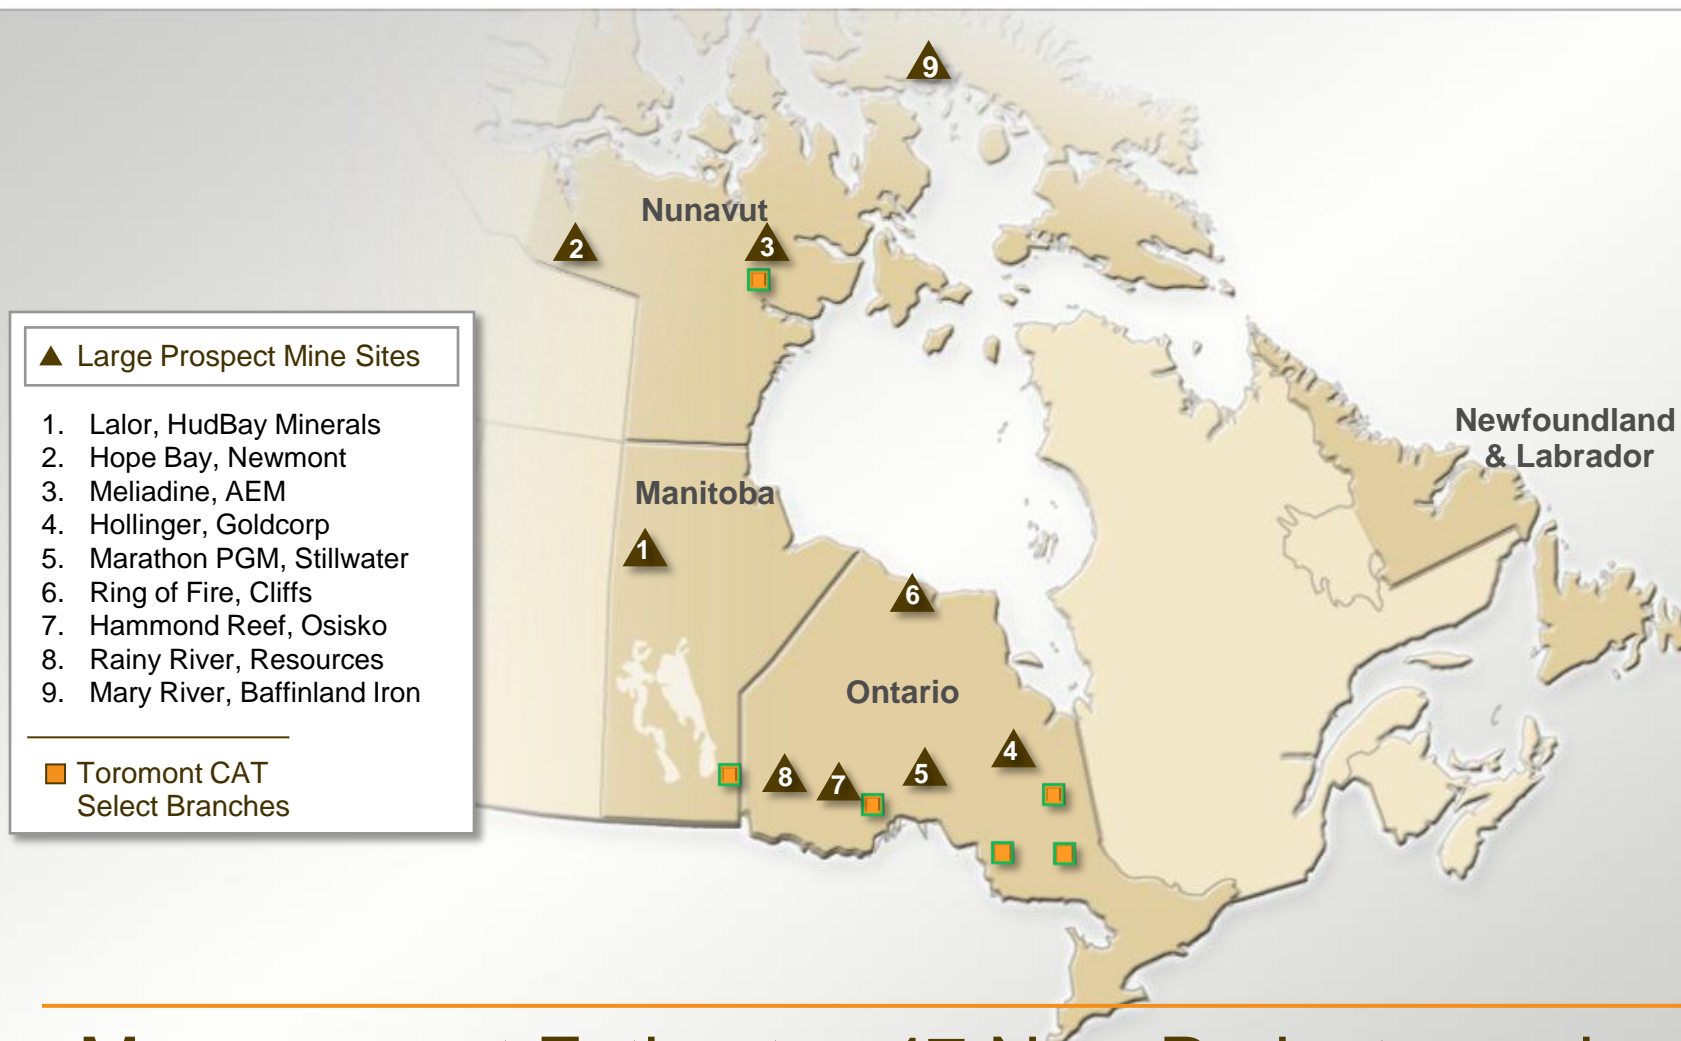 9
Nunavut
2
3
▲ Large Prospect Mine Sites
1. Lalor, HudBay Minerals
2. Hope Bay, Newmont
3. Meliadine, AEM
4. Hollinger, Goldcorp
5. Marathon PGM, Stillwater
6. Ring of Fire, Cliffs
7. Hammond Reef, Osisko
8. Rainy River, Resources
9. Mary River, Baffinland Iron
Toromont CAT
Select Branches
Newfoundland
& Labrador
Manitoba
1
6
Ontario
4
5
8
7